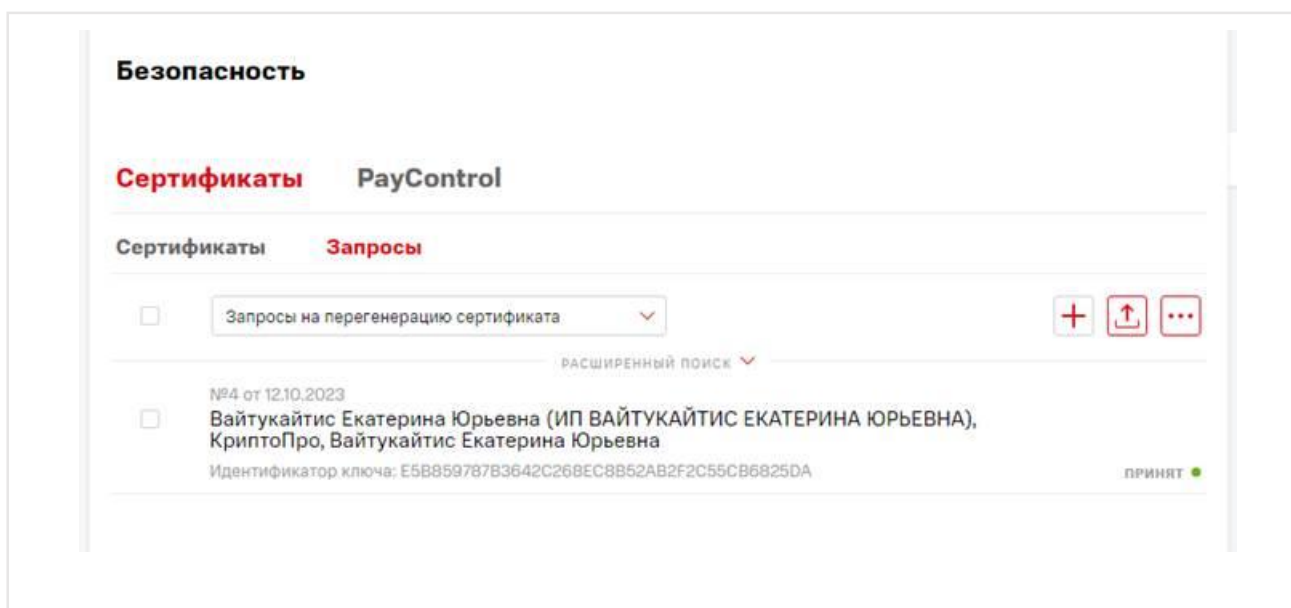 Безопасность
Сертификаты PayControl
Сертификаты Запросы
Запросы на перегенерацию сертификата
РАСШИРЕННЫЙ ПОИСК
№4 от 12.10.2023
Вайтукайтис Екатерина Юрьевна (ИП ВАЙТУКАЙТИС ЕКАТЕРИНА ЮРЬЕВНА),
КриптоПро, Вайтукайтис Екатерина Юрьевна
Идентификатор ключа: E5B859787B3642C268EC8B52AB2F2C55CB6825DA
ПРИНЯТ